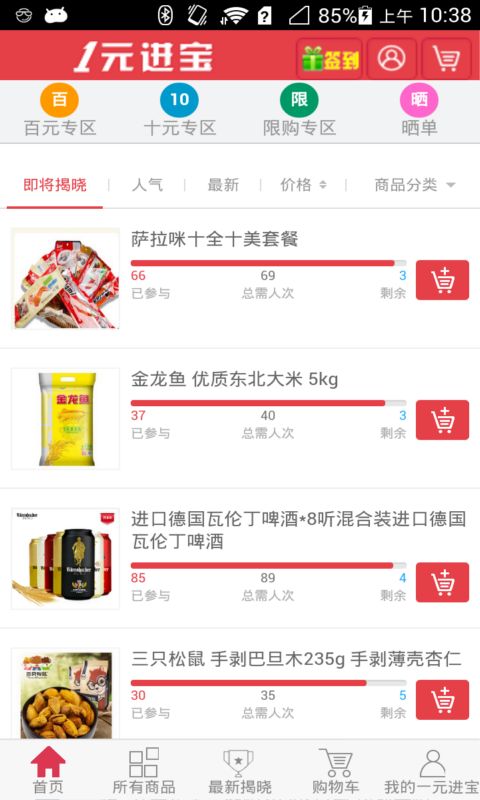 85% 上午 10:38
1元进宝
签到
百 10 限 晒
百元专区 十元专区 限购专区 晒单
即将揭晓 人气 最新 价格 商品分类
萨拉咪十全十美套餐
66 69 3
已参与 总需人次 剩余
金龙鱼
金龙鱼 优质东北大米 5kg
37 40 3
已参与 总需人次 剩余
进口德国瓦伦丁啤酒*8听混合装进口德国
瓦伦丁啤酒
85 89 4
已参与 总需人次 剩余
三只松鼠 手剥巴旦木235g 手剥薄壳杏仁
30 35 5
已参与 总需人次 剩余
首页 所有商品 最新揭晓 购物车 我的一元进宝